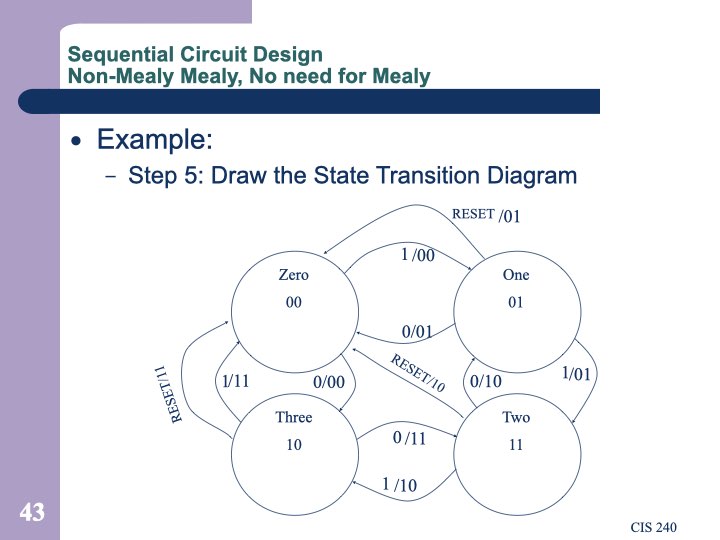 Sequential Circuit Design
Non-Mealy Mealy, No need for Mealy
• Example:
– Step 5: Draw the State Transition Diagram
RESET /01
1 /00
Zero
00
One
01
0/01
RESET/11
1/11
0/00
RESET/10
0/10
1/01
Three
10
Two
11
0 /11
1 /10
43
CIS 240